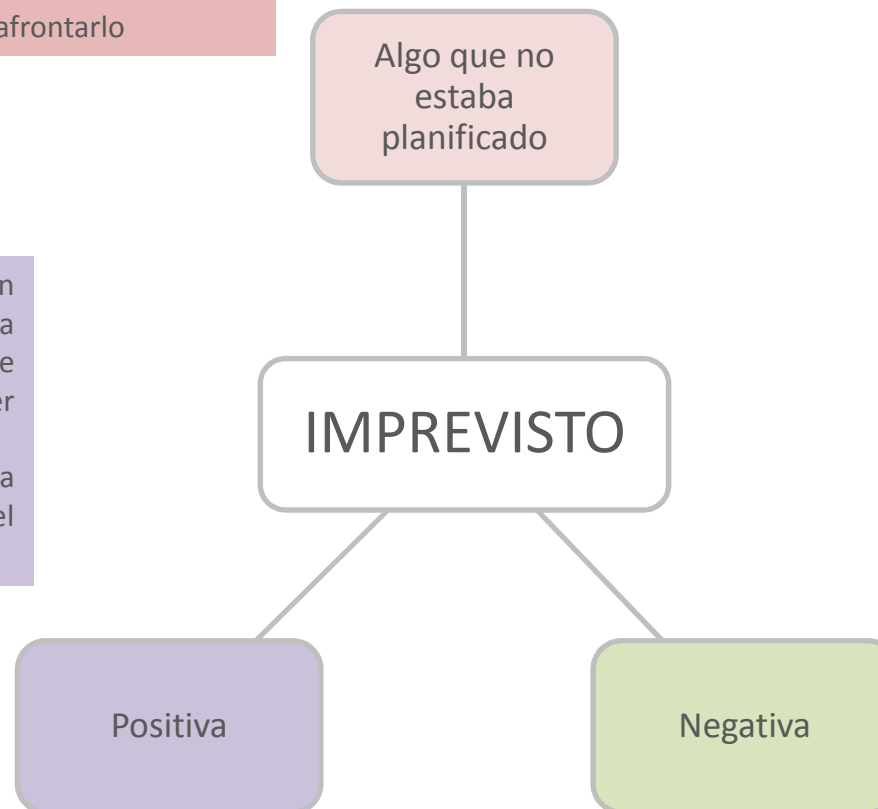 afrontarlo
Algo que no
estaba
planificado
IMPREVISTO
Positiva
Negativa